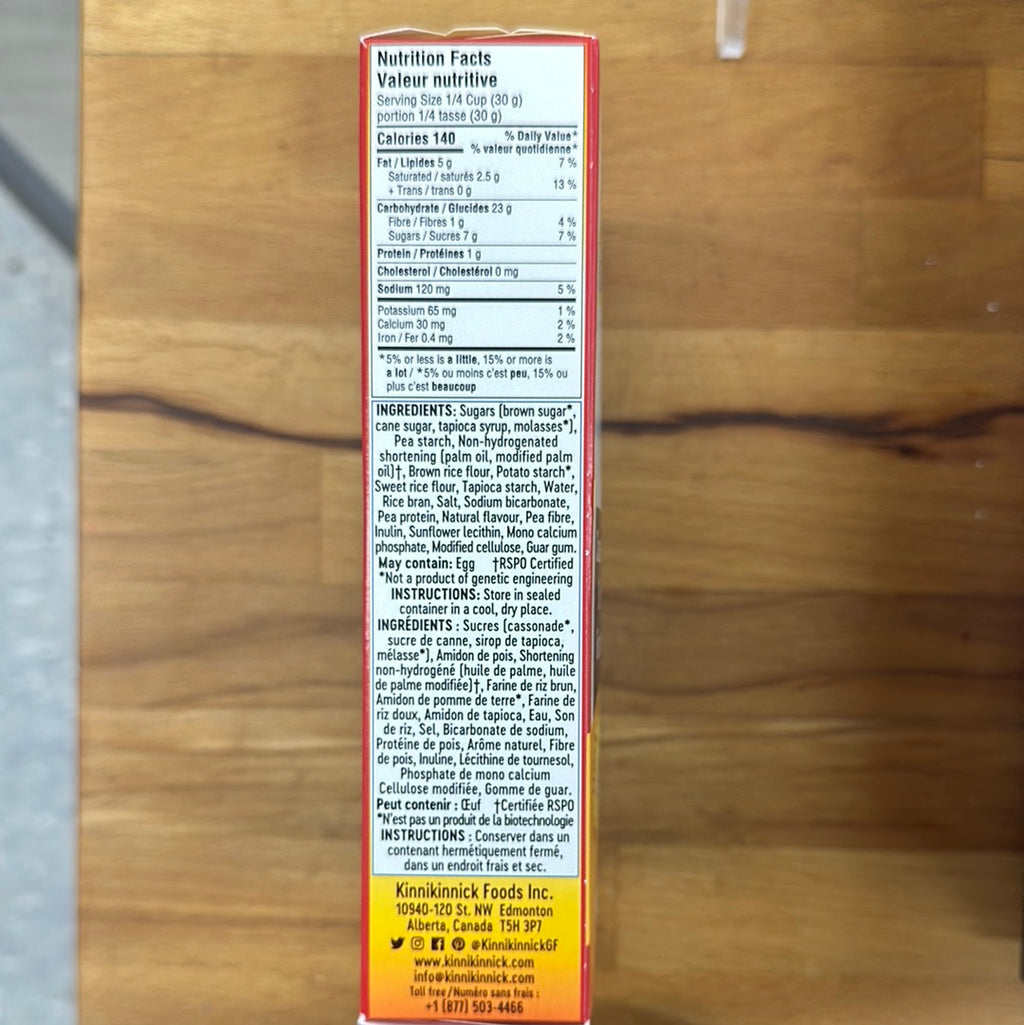 Nutrition Facts
Valeur nutritive
Serving Size 1/4 Cup (30 g)
portion 1/4 tasse (30 g)
Calories 140 % Daily Value*
% valeur quotidienne*
Fat / Lipides 5 g 7 %
Saturated / saturés 2.5 g
+ Trans / trans 0 g 13 %
Carbohydrate / Glucides 23 g
Fibre / Fibres 1 g 4 %
Sugars / Sucres 7 g 7 %
Protein / Protéines 1 g
Cholesterol / Cholestérol 0 mg
Sodium 120 mg 5 %
Potassium 65 mg 1 %
Calcium 30 mg 2 %
Iron / Fer 0.4 mg 2 %
*5% or less is a little, 15% or more is
a lot / *5% ou moins c'est peu, 15% ou
plus c'est beaucoup
INGREDIENTS: Sugars (brown sugar*,
cane sugar, tapioca syrup, molasses*),
Pea starch, Non-hydrogenated
shortening (palm oil, modified palm
oil)†, Brown rice flour, Potato starch*,
Sweet rice flour, Tapioca starch, Water,
Rice bran, Salt, Sodium bicarbonate,
Pea protein, Natural flavour, Pea fibre,
Inulin, Sunflower lecithin, Mono calcium
phosphate, Modified cellulose, Guar gum.
May contain: Egg †RSPO Certified
*Not a product of genetic engineering
INSTRUCTIONS: Store in sealed
container in a cool, dry place.
INGRÉDIENTS : Sucres (cassonade*,
sucre de canne, sirop de tapioca,
mélasse*), Amidon de pois, Shortening
non-hydrogéné (huile de palme, huile
de palme modifiée)†, Farine de riz brun,
Amidon de pomme de terre*, Farine de
riz doux, Amidon de tapioca, Eau, Son
de riz, Sel, Bicarbonate de sodium,
Protéine de pois, Arôme naturel, Fibre
de pois, Inuline, Lécithine de tournesol,
Phosphate de mono calcium
Cellulose modifiée, Gomme de guar.
Peut contenir : Œuf †Certifiée RSPO
*N'est pas un produit de la biotechnologie
INSTRUCTIONS : Conserver dans un
contenant hermétiquement fermé,
dans un endroit frais et sec.
Kinnikinnick Foods Inc.
10940-120 St. NW Edmonton
Alberta, Canada T5H 3P7
@KinnikinnickGF
www.kinnikinnick.com
info@kinnikinnick.com
Toll free / Numéro sans frais :
+1 (877) 503-4466